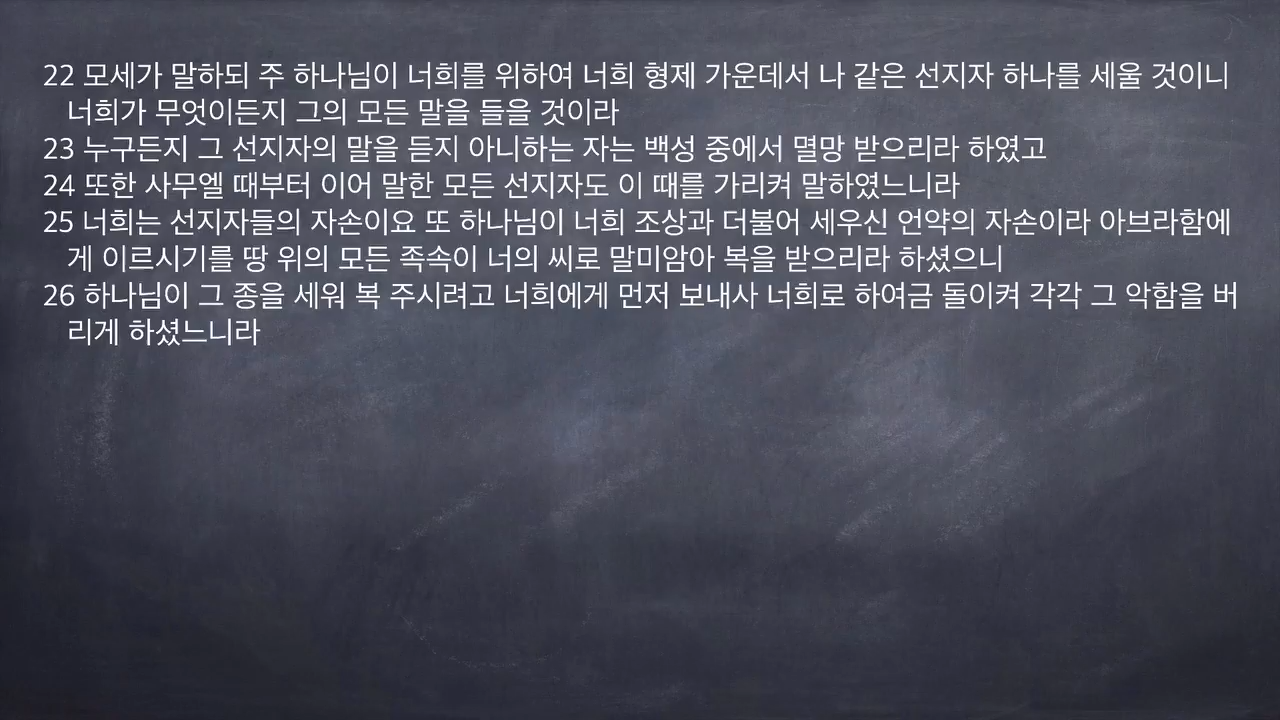 22 모세가 말하되 주 하나님이 너희를 위하여 너희 형제 가운데서 나 같은 선지자 하나를 세울 것이니
너희가 무엇이든지 그의 모든 말을 들을 것이라
23 누구든지 그 선지자의 말을 듣지 아니하는 자는 백성 중에서 멸망 받으리라 하였고
24 또한 사무엘 때부터 이어 말한 모든 선지자도 이 때를 가리켜 말하였느니라
25 너희는 선지자들의 자손이요 또 하나님이 너희 조상과 더불어 세우신 언약의 자손이라 아브라함에
게 이르시기를 땅 위의 모든 족속이 너의 씨로 말미암아 복을 받으리라 하셨으니
26 하나님이 그 종을 세워 복 주시려고 너희에게 먼저 보내사 너희로 하여금 돌이켜 각각 그 악함을 버
리게 하셨느니라